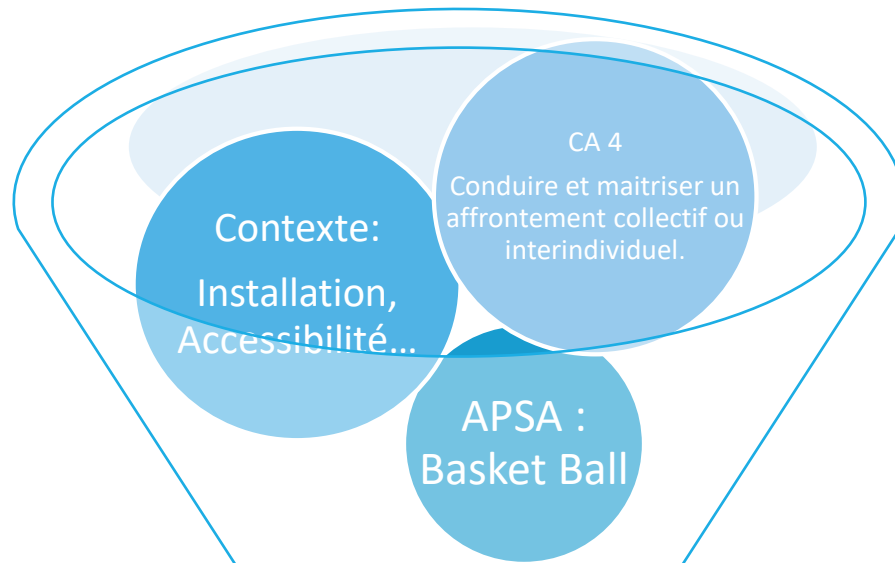 CA 4
Conduire et maitriser un
affrontement collectif ou
interindividuel.
Contexte:
Installation,
Accessibilité...
APSA :
Basket Ball